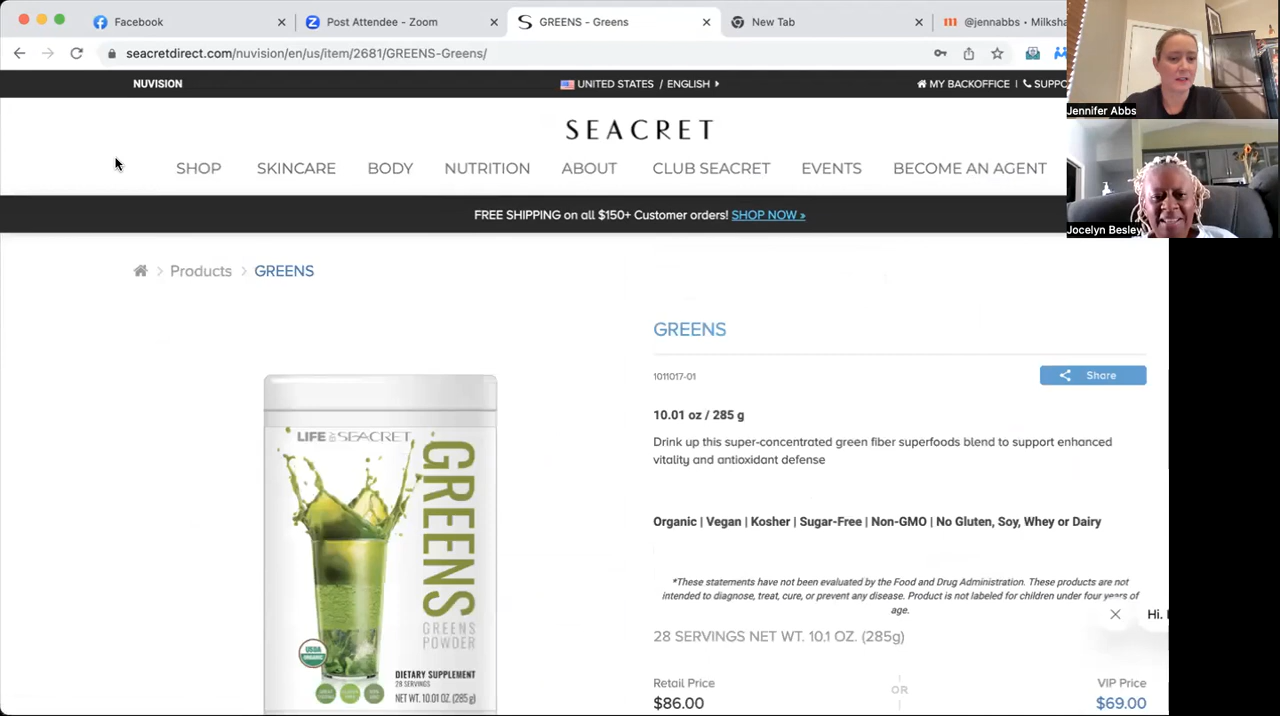 Facebook
Post Attendee - Zoom
GREENS - Greens
New Tab
@jennabbs • Milksha
seacretdirect.com/nuvision/en/us/item/2681/GREENS-Greens/
NUVISION
UNITED STATES / ENGLISH
MY BACKOFFICE |
SUPPO
Jennifer Abbs
SEACRET
SHOP
SKINCARE
BODY
NUTRITION
ABOUT
CLUB SEACRET
EVENTS
BECOME AN AGENT
FREE SHIPPING on all $150+ Customer orders! SHOP NOW »
Jocelyn Besley
Products
GREENS
GREENS
1011017-01
Share
10.01 oz / 285 g
Drink up this super-concentrated green fiber superfoods blend to support enhanced
vitality and antioxidant defense
Organic | Vegan | Kosher | Sugar-Free | Non-GMO | No Gluten, Soy, Whey or Dairy
*These statements have not been evaluated by the Food and Drug Administration. These products are not
intended to diagnose, treat, cure, or prevent any disease. Product is not labeled for children under four years of
age.
Hi.
28 SERVINGS NET WT. 10.1 OZ. (285g)
Retail Price
$86.00
OR
VIP Price
$69.00
LIFE BY SEACRET
GREENS
GREENS
POWDER
USDA
ORGANIC
DIETARY SUPPLEMENT
28 SERVINGS
NET WT. 10.01 OZ (285 g)